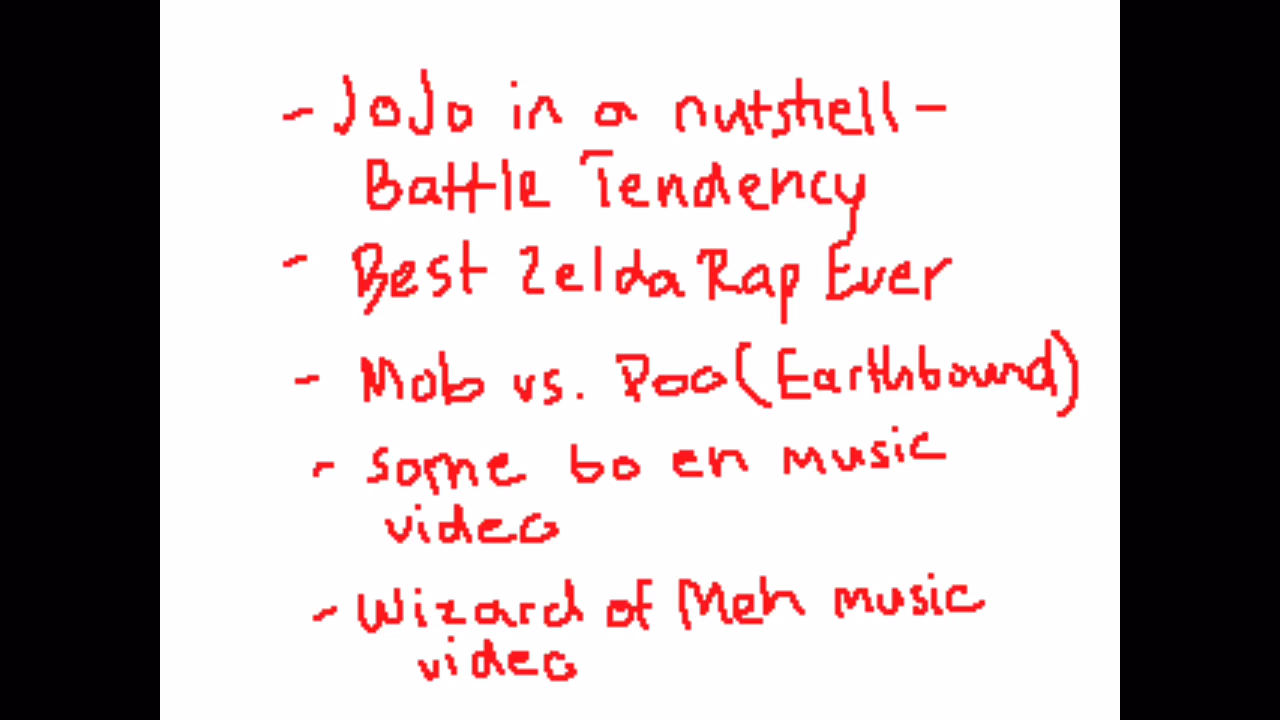 - JoJo in a nutshell -
Battle Tendency
- Best Zelda Rap Ever
- Mob vs. Poo (Earthbound)
- Some bo en music
video
- Wizard of Meh music
video